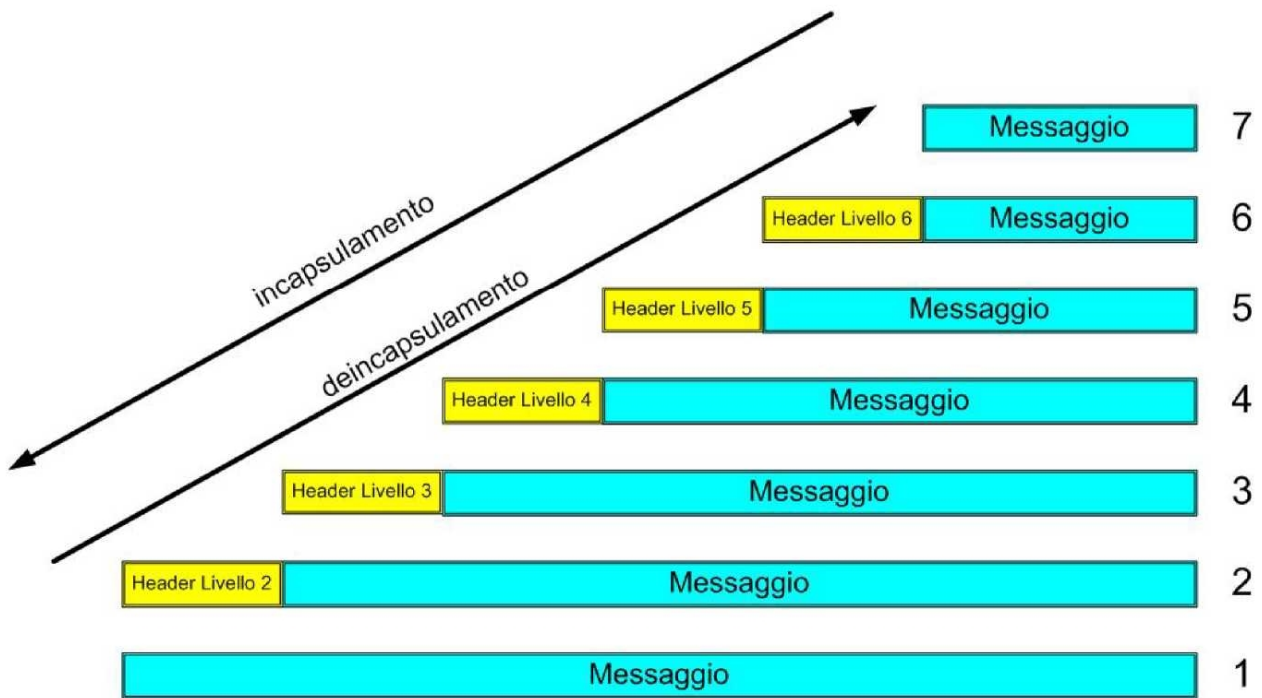 Messaggio 7
incapsulamento
Header Livello 6 Messaggio 6
deincapsulamento
Header Livello 5 Messaggio 5
Header Livello 4 Messaggio 4
Header Livello 3 Messaggio 3
Header Livello 2 Messaggio 2
Messaggio 1